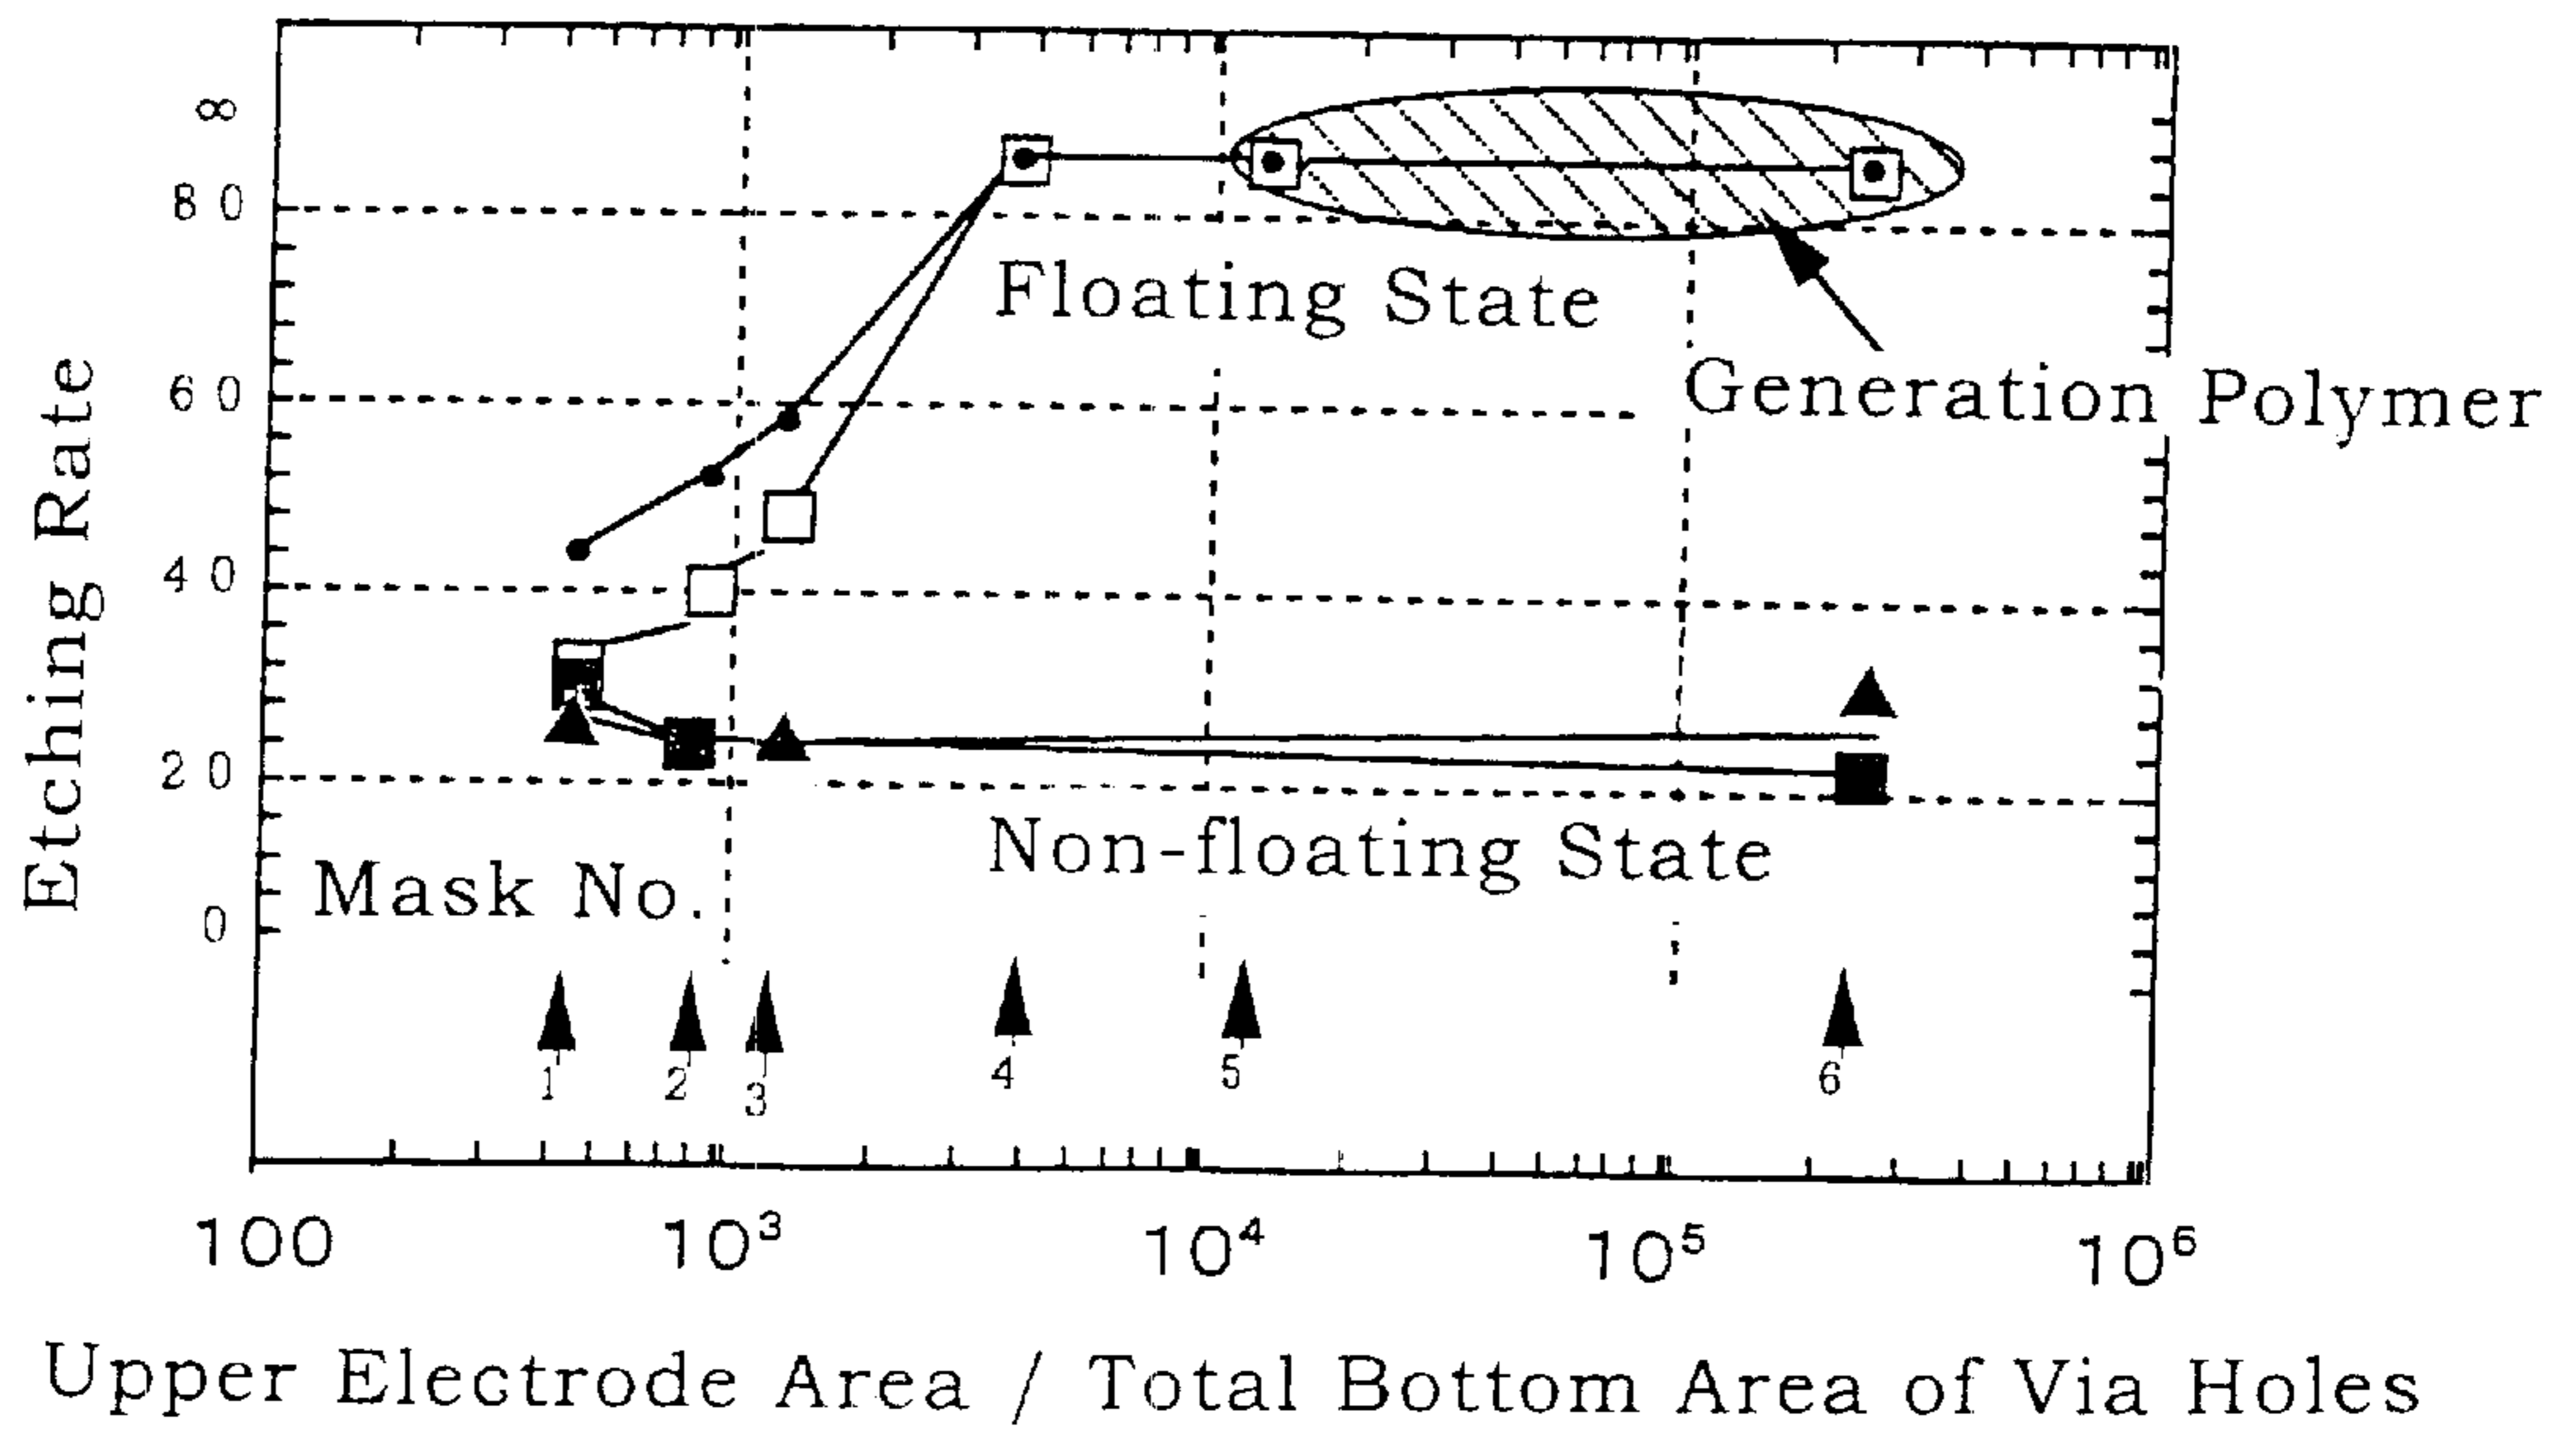 ∞
80
60
40
20
0
Etching Rate
Floating State
Generation Polymer
Non-floating State
Mask No.
1 2 3 4 5 6
100 10³ 10⁴ 10⁵ 10⁶
Upper Electrode Area / Total Bottom Area of Via Holes